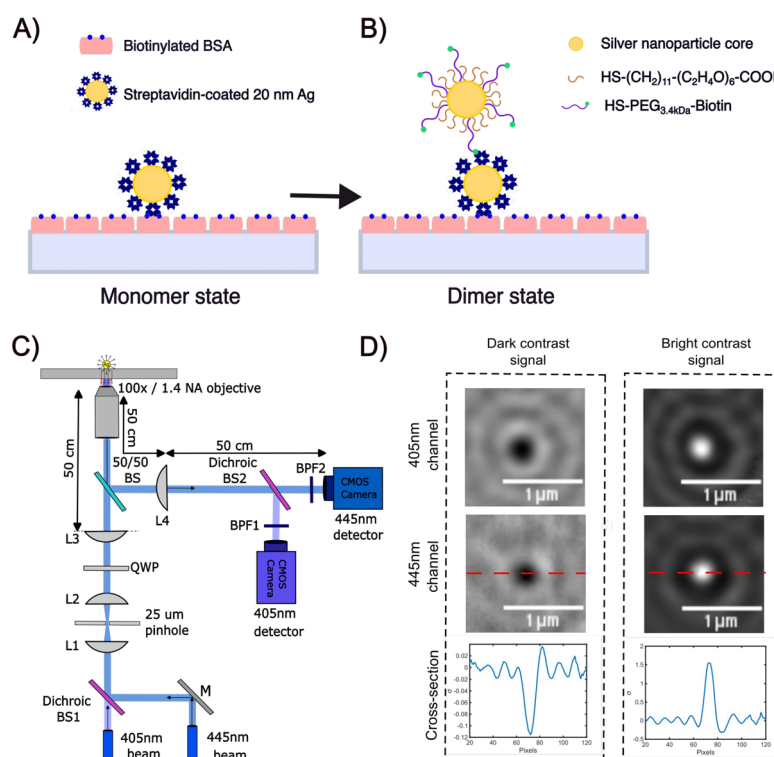 A)
Biotinylated BSA
Streptavidin-coated 20 nm Ag
Monomer state
B)
Silver nanoparticle core
HS-(CH)₁₁-(C₂H₄O)₆-COO
HS-PEG₃.₄ₖDₐ-Biotin
Dimer state
C)
100x / 1.4 NA objective
50 cm
50 cm
50 cm
50/50
BS
Dichroic
BS2
BPF2
CMOS
Camera
445nm
detector
L4
BPF1
CMOS
Camera
405nm
detector
L3
QWP
L2
25 um
pinhole
L1
M
Dichroic
BS1
405nm
beam
445nm
beam
D)
Dark contrast
signal
Bright contrast
signal
405nm
channel
1 µm
1 µm
445nm
channel
1 µm
1 µm
Cross-section
0.02
0
-0.02
-0.04
-0.06
-0.08
-0.1
-0.12
20
40
60
80
100
120
Pixels
2
1.5
1
0.5
0
-0.5
20
40
60
80
100
120
Pixels